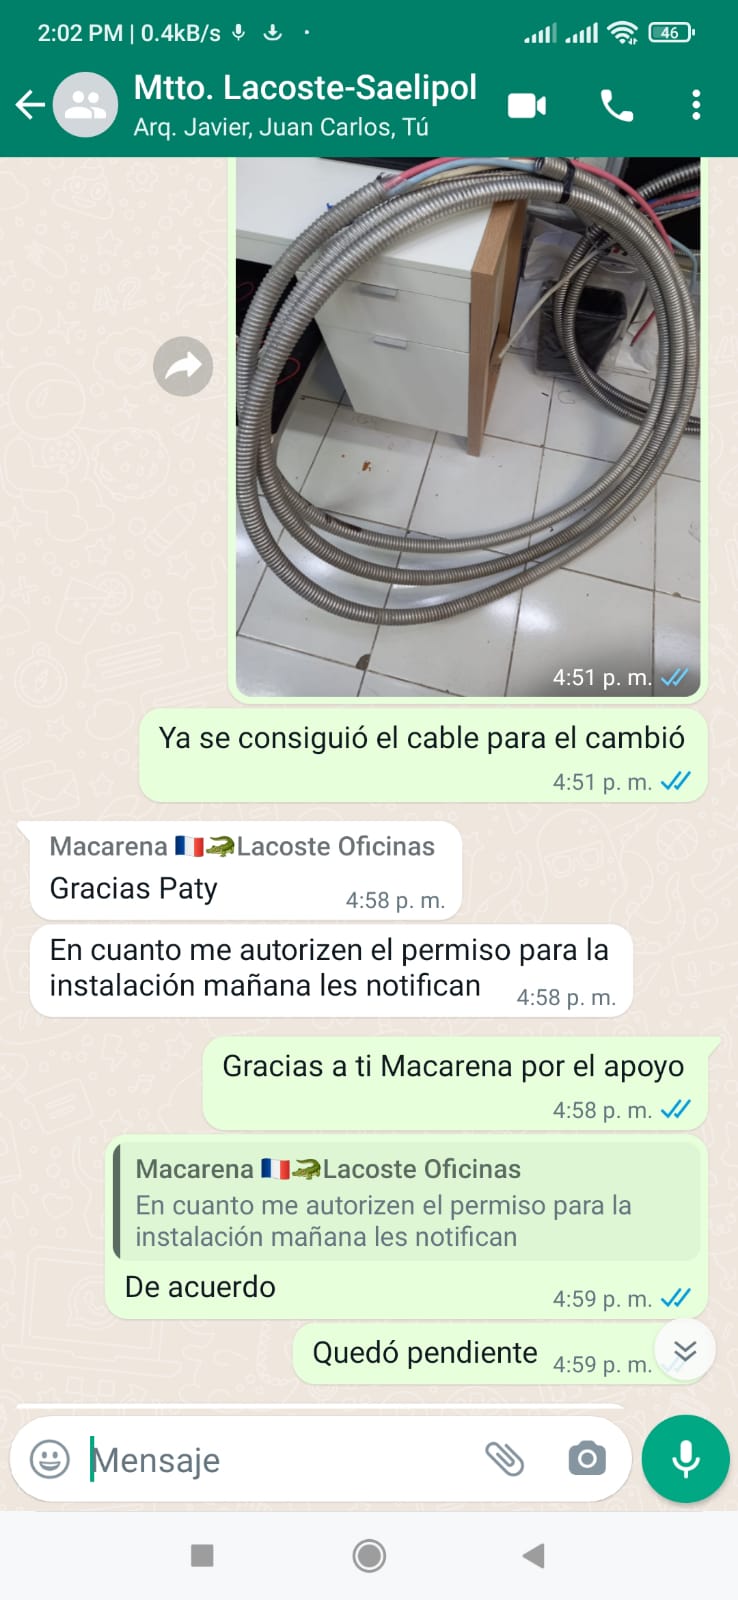 2:02 PM | 0.4kB/s
46
Mtto. Lacoste-Saelipol
Arq. Javier, Juan Carlos, Tú
4:51 p. m.
Ya se consiguió el cable para el cambió
4:51 p. m.
Macarena 🇫🇷🐊Lacoste Oficinas
Gracias Paty
4:58 p. m.
En cuanto me autorizen el permiso para la
instalación mañana les notifican
4:58 p. m.
Gracias a ti Macarena por el apoyo
4:58 p. m.
Macarena 🇫🇷🐊Lacoste Oficinas
En cuanto me autorizen el permiso para la
instalación mañana les notifican
De acuerdo
4:59 p. m.
Quedó pendiente
4:59 p. m.
Mensaje